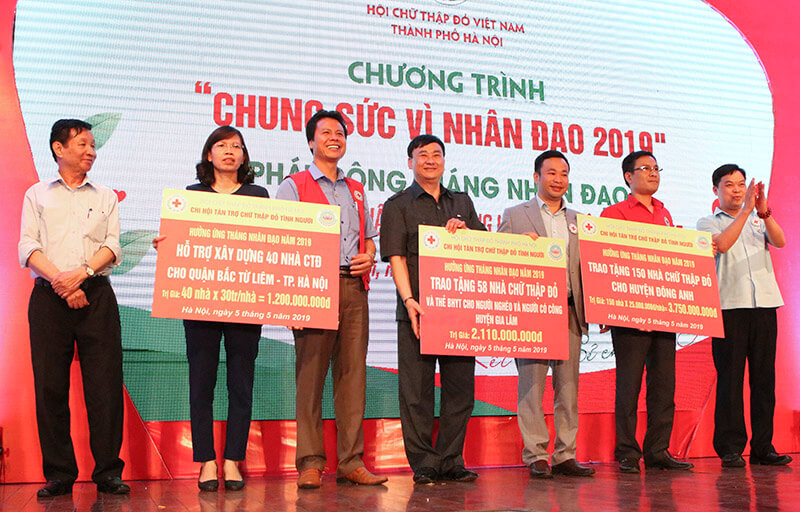 HỘI CHỮ THẬP ĐỎ VIỆT NAM
THÀNH PHỐ HÀ NỘI
CHƯƠNG TRÌNH
"CHUNG SỨC VÌ NHÂN ĐẠO 2019"
PHÁT ĐỘNG THÁNG NHÂN ĐẠO
CHI HỘI TÁN TRỢ CHỮ THẬP ĐỎ TÌNH NGƯỜI
HƯỞNG ỨNG THÁNG NHÂN ĐẠO NĂM 2019
HỖ TRỢ XÂY DỰNG 40 NHÀ CTĐ
CHO QUẬN BẮC TỪ LIÊM - TP. HÀ NỘI
Trị Giá: 40 nhà x 30tr/nhà = 1.200.000.000đ
Hà Nội, ngày 5 tháng 5 năm 2019
CHI HỘI TÁN TRỢ CHỮ THẬP ĐỎ TÌNH NGƯỜI
HƯỞNG ỨNG THÁNG NHÂN ĐẠO NĂM 2019
TRAO TẶNG 58 NHÀ CHỮ THẬP ĐỎ
VÀ THẺ BHYT CHO NGƯỜI NGHÈO VÀ NGƯỜI CÓ CÔNG
HUYỆN GIA LÂM
Trị Giá: 2.110.000.000đ
Hà Nội, ngày 5 tháng 5 năm 2019
CHI HỘI TÁN TRỢ CHỮ THẬP ĐỎ TÌNH NGƯỜI
HƯỞNG ỨNG THÁNG NHÂN ĐẠO NĂM 2019
TRAO TẶNG 150 NHÀ CHỮ THẬP ĐỎ
CHO HUYỆN ĐÔNG ANH
Trị Giá: 150 nhà x 25.000.000đ/nhà= 3.750.000.000đ
Hà Nội, ngày 5 tháng 5 năm 2019